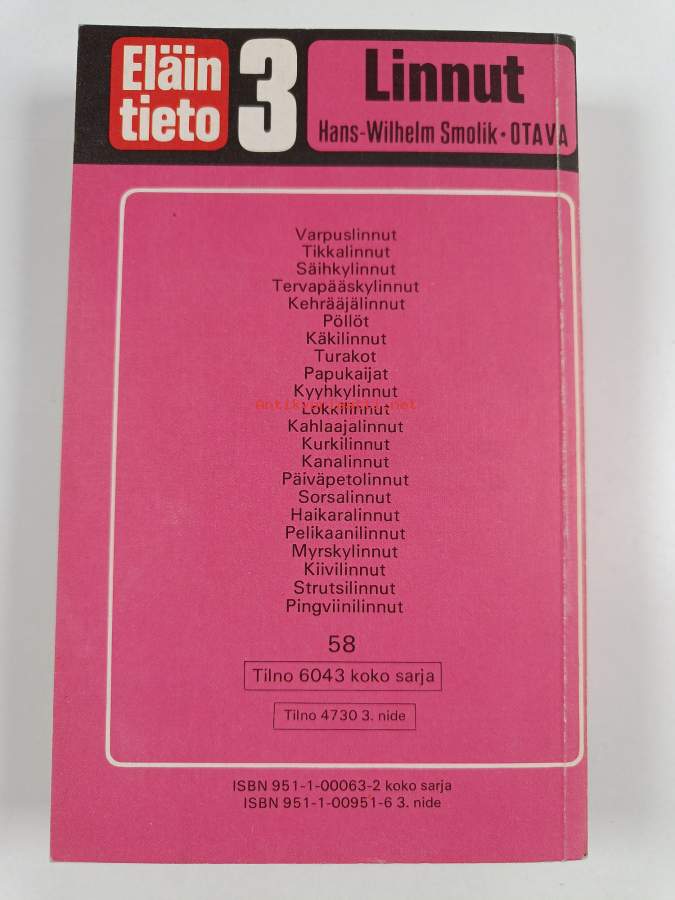 Eläin
tieto
3
Linnut
Hans-Wilhelm Smolik • OTAVA
Varpuslinnut
Tikkalinnut
Säihkylinnut
Tervapääskylinnut
Kehrääjälinnut
Pöllöt
Käkilinnut
Turakot
Papukaijat
Kyyhkylinnut
Antikvariaatti.net
Lokkilinnut
Kahlaajalinnut
Kurkilinnut
Kanalinnut
Päiväpetolinnut
Sorsalinnut
Haikaralinnut
Pelikaanilinnut
Myrskylinnut
Kiivilinnut
Strutsilinnut
Pingviinilinnut
58
Tilno 6043 koko sarja
Tilno 4730 3. nide
ISBN 951-1-00063-2 koko sarja
ISBN 951-1-00951-6 3. nide